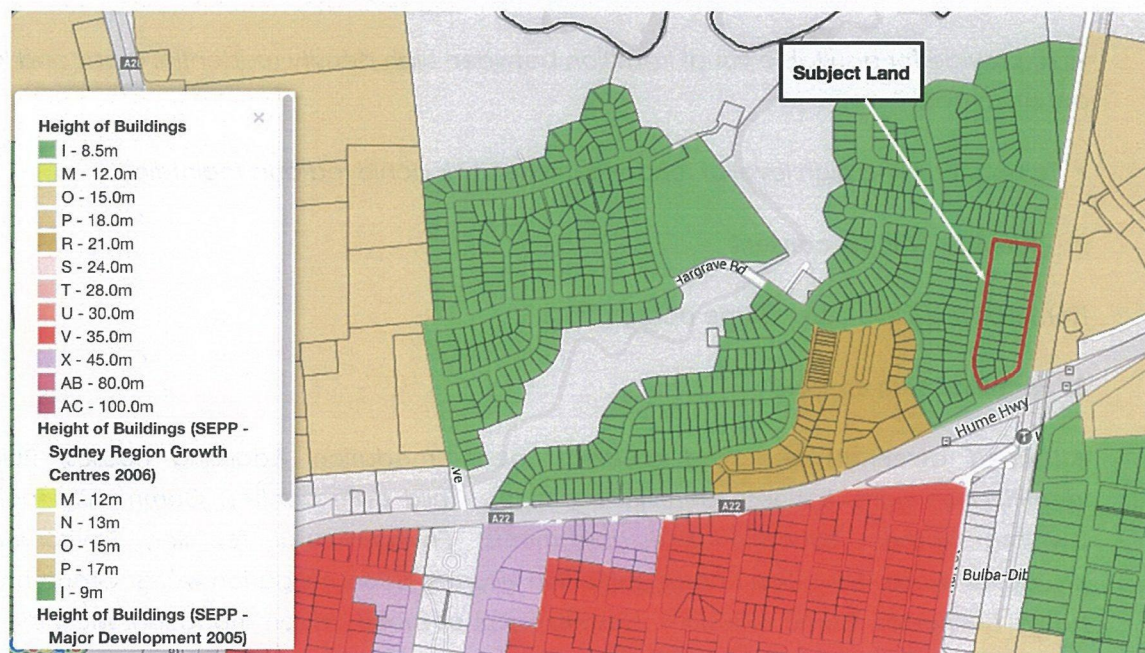 A28
Subject Land
Height of Buildings
×
I - 8.5m
M - 12.0m
O - 15.0m
P - 18.0m
R - 21.0m
S - 24.0m
T - 28.0m
U - 30.0m
V - 35.0m
X - 45.0m
AB - 80.0m
AC - 100.0m
Height of Buildings (SEPP -
Sydney Region Growth
Centres 2006)
M - 12m
N - 13m
O - 15m
P - 17m
I - 9m
Height of Buildings (SEPP -
Major Development 2005)
Hargrave Rd
Hume Hwy
T
Ave
A22
A22
Bulba-Dib